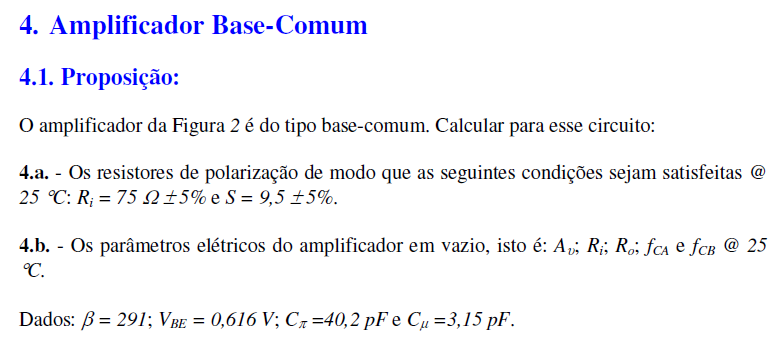 4. Amplificador Base-Comum
4.1. Proposição:
O amplificador da Figura 2 é do tipo base-comum. Calcular para esse circuito:
4.a. - Os resistores de polarização de modo que as seguintes condições sejam satisfeitas @
25 ℃: Ri = 75 Ω ±5% e S = 9,5 ±5%.
4.b. - Os parâmetros elétricos do amplificador em vazio, isto é: Av; Ri; Ro; fCA e fCB @ 25
℃.
Dados: β = 291; VBE = 0,616 V; Cπ =40,2 pF e Cμ =3,15 pF.